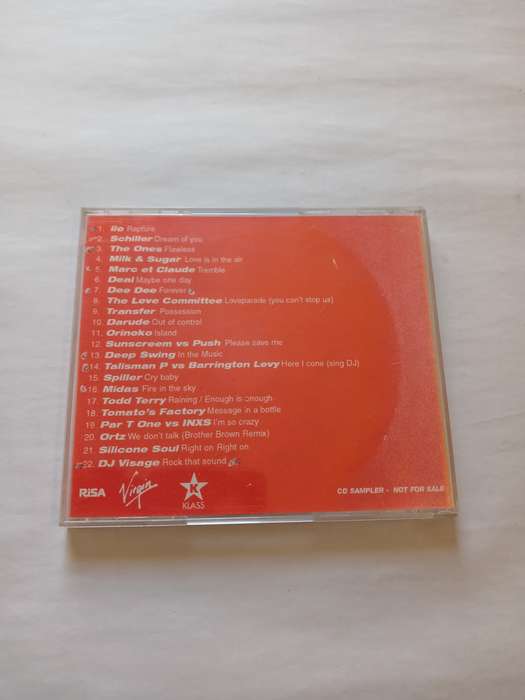 1. iio Rapture
2. Schiller Dream of you
3. The Ones Flawless
4. Milk & Sugar Love is in the air
5. Marc et Claude Tremble
6. Deal Maybe one day
7. Dee Dee Forever
8. The Love Committee Loveparade (you can't stop us)
9. Transfer Possession
10. Darude Out of control
11. Orinoko Island
12. Sunscreem vs Push Please save me
13. Deep Swing In the Music
14. Talisman P vs Barrington Levy Here I come (sing DJ)
15. Spiller Cry baby
16. Midas Fire in the sky
17. Todd Terry Raining / Enough is enough
18. Tomato's Factory Message in a bottle
19. Par T One vs INXS I'm so crazy
20. Ortz We don't talk (Brother Brown Remix)
21. Silicone Soul Right on Right on
22. DJ Visage Rock that sound
RISA Virgin K KLASS CD SAMPLER - NOT FOR SALE